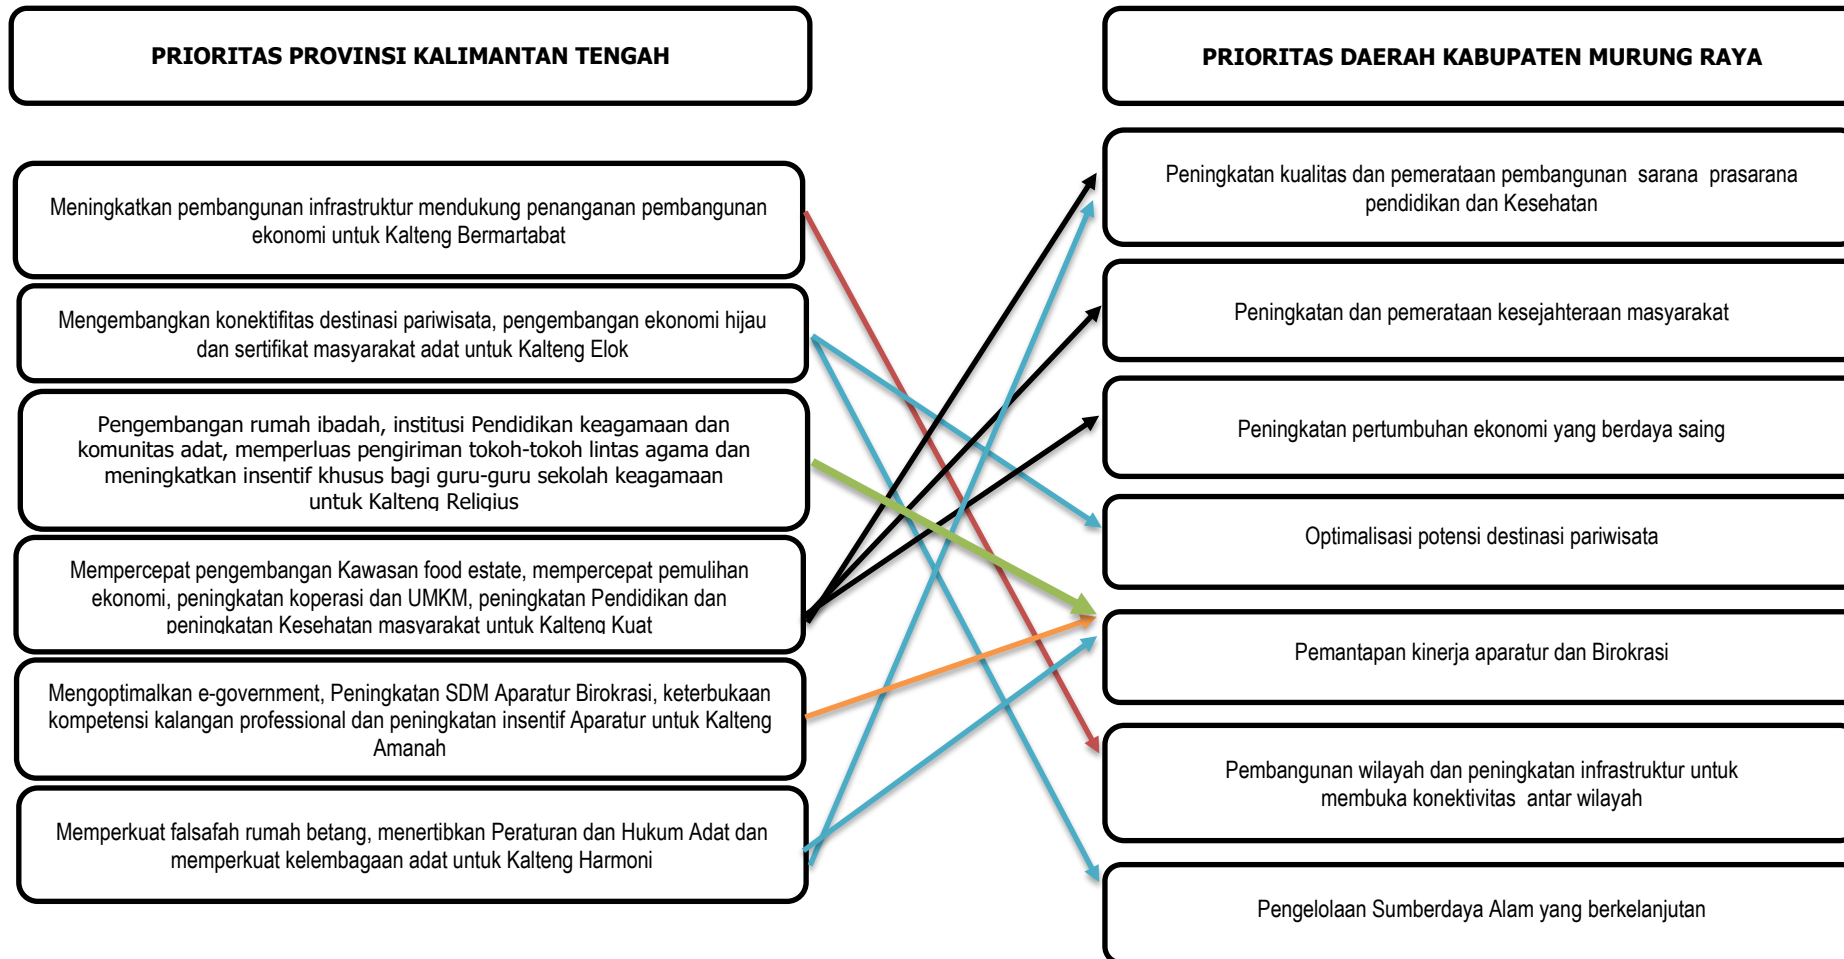 PRIORITAS PROVINSI KALIMANTAN TENGAH
Meningkatkan pembangunan infrastruktur mendukung penanganan pembangunan
ekonomi untuk Kalteng Bermartabat
Mengembangkan konektifitas destinasi pariwisata, pengembangan ekonomi hijau
dan sertifikat masyarakat adat untuk Kalteng Elok
Pengembangan rumah ibadah, institusi Pendidikan keagamaan dan
komunitas adat, memperluas pengiriman tokoh-tokoh lintas agama dan
meningkatkan insentif khusus bagi guru-guru sekolah keagamaan
untuk Kalteng Religius
Mempercepat pengembangan Kawasan food estate, mempercepat pemulihan
ekonomi, peningkatan koperasi dan UMKM, peningkatan Pendidikan dan
peningkatan Kesehatan masyarakat untuk Kalteng Kuat
Mengoptimalkan e-government, Peningkatan SDM Aparatur Birokrasi, keterbukaan
kompetensi kalangan professional dan peningkatan insentif Aparatur untuk Kalteng
Amanah
Memperkuat falsafah rumah betang, menertibkan Peraturan dan Hukum Adat dan
memperkuat kelembagaan adat untuk Kalteng Harmoni
PRIORITAS DAERAH KABUPATEN MURUNG RAYA
Peningkatan kualitas dan pemerataan pembangunan sarana prasarana
pendidikan dan Kesehatan
Peningkatan dan pemerataan kesejahteraan masyarakat
Peningkatan pertumbuhan ekonomi yang berdaya saing
Optimalisasi potensi destinasi pariwisata
Pemantapan kinerja aparatur dan Birokrasi
Pembangunan wilayah dan peningkatan infrastruktur untuk
membuka konektivitas antar wilayah
Pengelolaan Sumberdaya Alam yang berkelanjutan